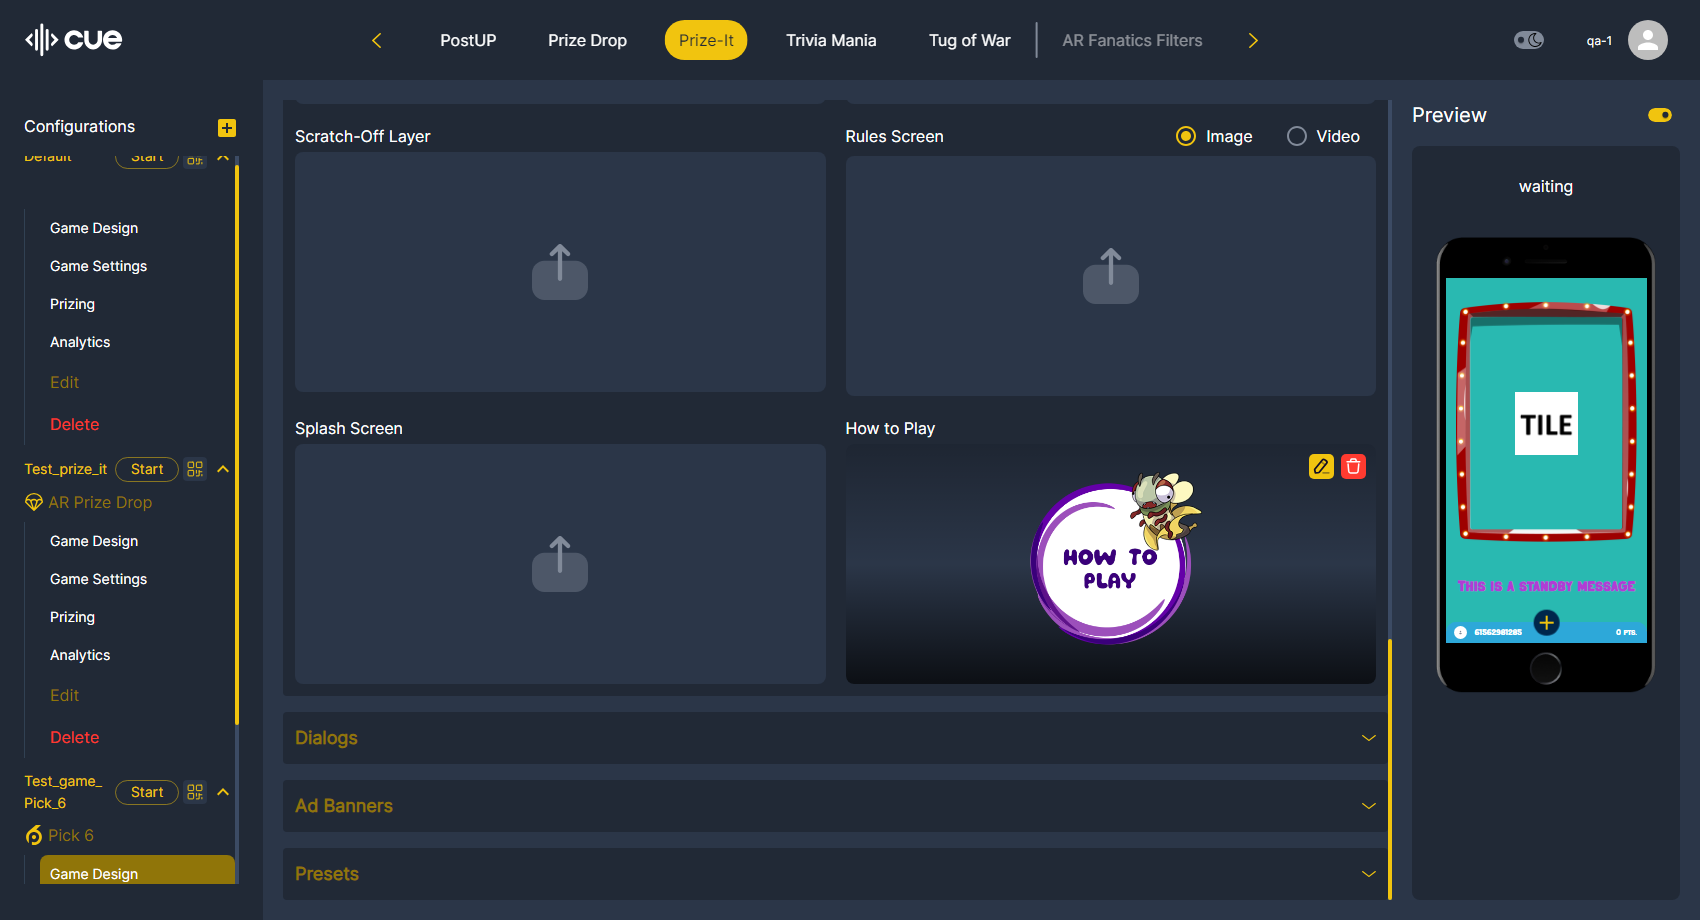 cue
PostUP
Prize Drop
Prize-It
Trivia Mania
Tug of War
AR Fanatics Filters
qa-1
Configurations
Default
Start
Game Design
Game Settings
Prizing
Analytics
Edit
Delete
Test_prize_it
Start
AR Prize Drop
Game Design
Game Settings
Prizing
Analytics
Edit
Delete
Test_game_
Pick_6
Start
Pick 6
Game Design
Scratch-Off Layer
Rules Screen
Image
Video
Splash Screen
How to Play
HOW TO
PLAY
Dialogs
Ad Banners
Presets
Preview
waiting
TILE
THIS IS A STANDBY MESSAGE
61562981285
0 PTS.